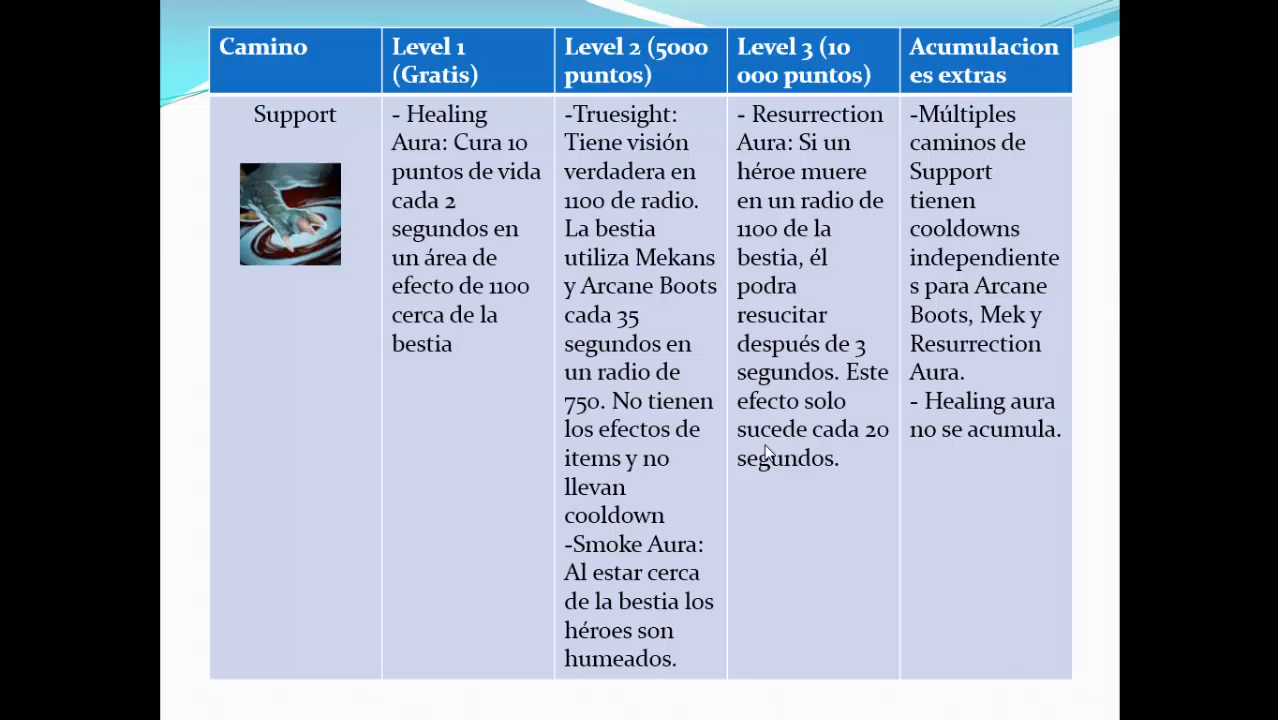 Camino
Level 1
(Gratis)
Level 2 (5000
puntos)
Level 3 (10
000 puntos)
Acumulacion
es extras
Support
- Healing
Aura: Cura 10
puntos de vida
cada 2
segundos en
un área de
efecto de 1100
cerca de la
bestia
-Truesight:
Tiene visión
verdadera en
1100 de radio.
La bestia
utiliza Mekans
y Arcane Boots
cada 35
segundos en
un radio de
750. No tienen
los efectos de
items y no
llevan
cooldown
-Smoke Aura:
Al estar cerca
de la bestia los
héroes son
humeados.
- Resurrection
Aura: Si un
héroe muere
en un radio de
1100 de la
bestia, él
podra
resucitar
después de 3
segundos. Este
efecto solo
sucede cada 20
segundos.
-Múltiples
caminos de
Support
tienen
cooldowns
independiente
s para Arcane
Boots, Mek y
Resurrection
Aura.
- Healing aura
no se acumula.